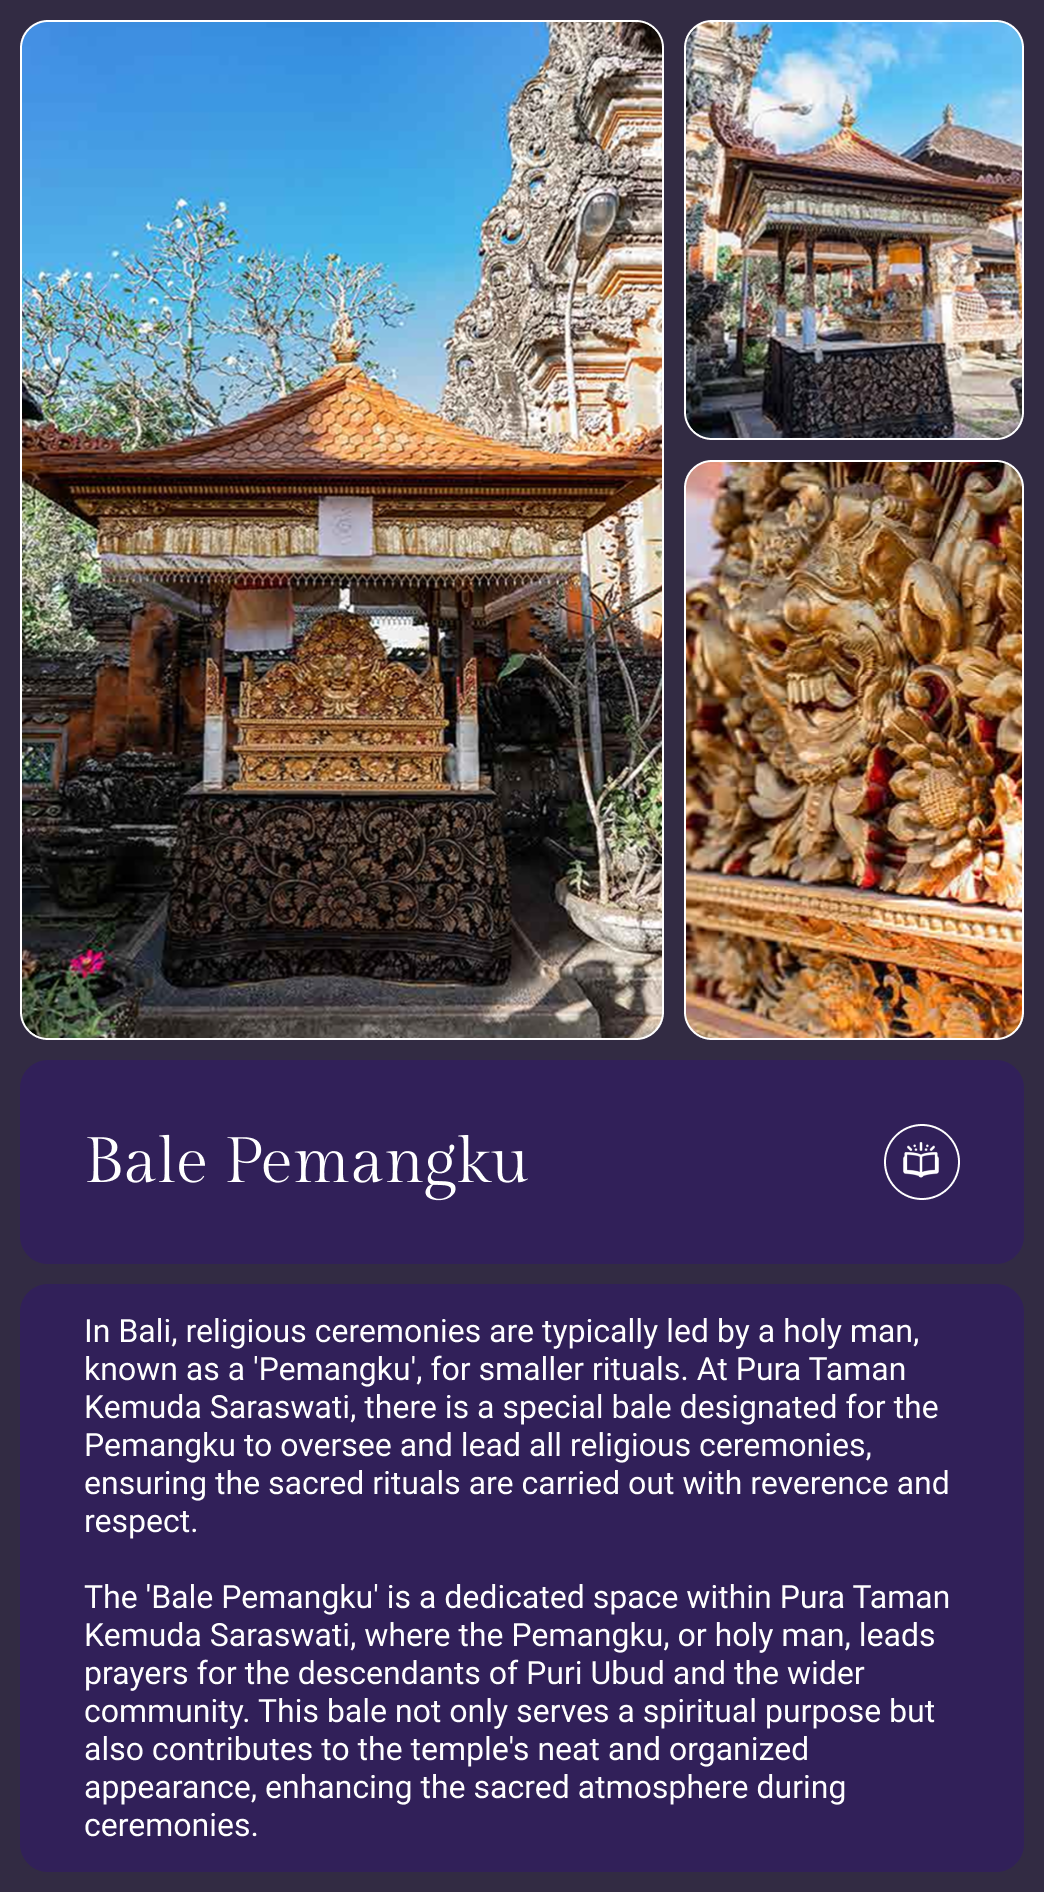 Bale Pemangku
In Bali, religious ceremonies are typically led by a holy man,
known as a 'Pemangku', for smaller rituals. At Pura Taman
Kemuda Saraswati, there is a special bale designated for the
Pemangku to oversee and lead all religious ceremonies,
ensuring the sacred rituals are carried out with reverence and
respect.
The 'Bale Pemangku' is a dedicated space within Pura Taman
Kemuda Saraswati, where the Pemangku, or holy man, leads
prayers for the descendants of Puri Ubud and the wider
community. This bale not only serves a spiritual purpose but
also contributes to the temple's neat and organized
appearance, enhancing the sacred atmosphere during
ceremonies.